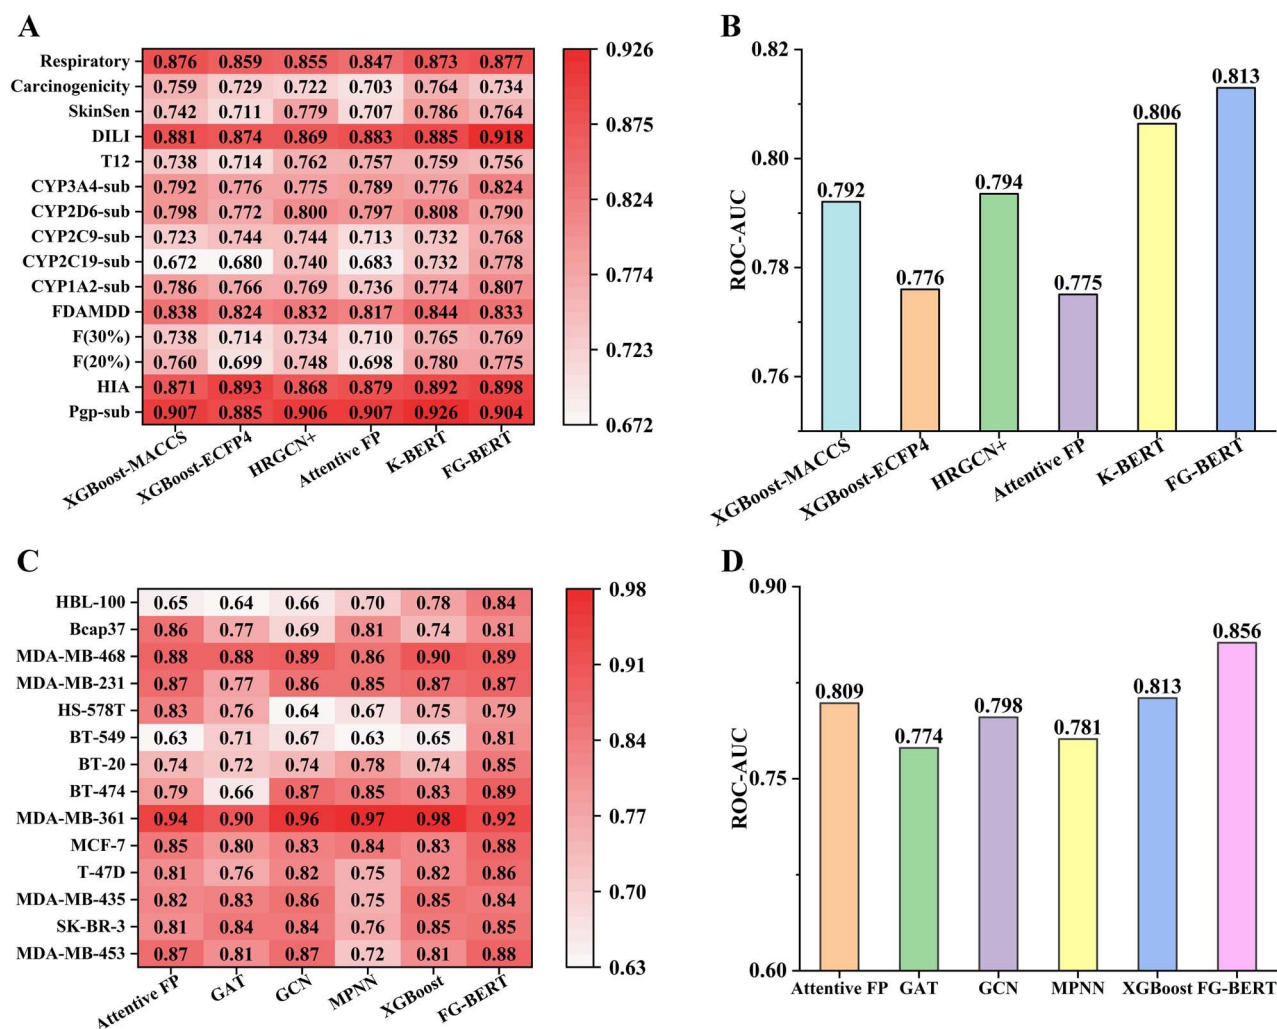 A
Respiratory 0.876 0.859 0.855 0.847 0.873 0.877
Carcinogenicity 0.759 0.729 0.722 0.703 0.764 0.734
SkinSen 0.742 0.711 0.779 0.707 0.786 0.764
DILI 0.881 0.874 0.869 0.883 0.885 0.918
T12 0.738 0.714 0.762 0.757 0.759 0.756
CYP3A4-sub 0.792 0.776 0.775 0.789 0.776 0.824
CYP2D6-sub 0.798 0.772 0.800 0.797 0.808 0.790
CYP2C9-sub 0.723 0.744 0.744 0.713 0.732 0.768
CYP2C19-sub 0.672 0.680 0.740 0.683 0.732 0.778
CYP1A2-sub 0.786 0.766 0.769 0.736 0.774 0.807
FDAMDD 0.838 0.824 0.832 0.817 0.844 0.833
F(30%) 0.738 0.714 0.734 0.710 0.765 0.769
F(20%) 0.760 0.699 0.748 0.698 0.780 0.775
HIA 0.871 0.893 0.868 0.879 0.892 0.898
Pgp-sub 0.907 0.885 0.906 0.907 0.926 0.904
XGBoost-MACCS XGBoost-ECFP4 HRGCN+ Attentive FP K-BERT FG-BERT
0.926
0.875
0.824
0.774
0.723
0.672
B
ROC-AUC
0.82
0.80
0.78
0.76
0.792 0.776 0.794 0.775 0.806 0.813
XGBoost-MACCS XGBoost-ECFP4 HRGCN+ Attentive FP K-BERT FG-BERT
C
HBL-100 0.65 0.64 0.66 0.70 0.78 0.84
Bcap37 0.86 0.77 0.69 0.81 0.74 0.81
MDA-MB-468 0.88 0.88 0.89 0.86 0.90 0.89
MDA-MB-231 0.87 0.77 0.86 0.85 0.87 0.87
HS-578T 0.83 0.76 0.64 0.67 0.75 0.79
BT-549 0.63 0.71 0.67 0.63 0.65 0.81
BT-20 0.74 0.72 0.74 0.78 0.74 0.85
BT-474 0.79 0.66 0.87 0.85 0.83 0.89
MDA-MB-361 0.94 0.90 0.96 0.97 0.98 0.92
MCF-7 0.85 0.80 0.83 0.84 0.83 0.88
T-47D 0.81 0.76 0.82 0.75 0.82 0.86
MDA-MB-435 0.82 0.83 0.86 0.75 0.85 0.84
SK-BR-3 0.81 0.84 0.84 0.76 0.85 0.85
MDA-MB-453 0.87 0.81 0.87 0.72 0.81 0.88
Attentive FP GAT GCN MPNN XGBoost FG-BERT
0.98
0.91
0.84
0.77
0.70
0.63
D
ROC-AUC
0.90
0.75
0.60
0.809 0.774 0.798 0.781 0.813 0.856
Attentive FP GAT GCN MPNN XGBoost FG-BERT